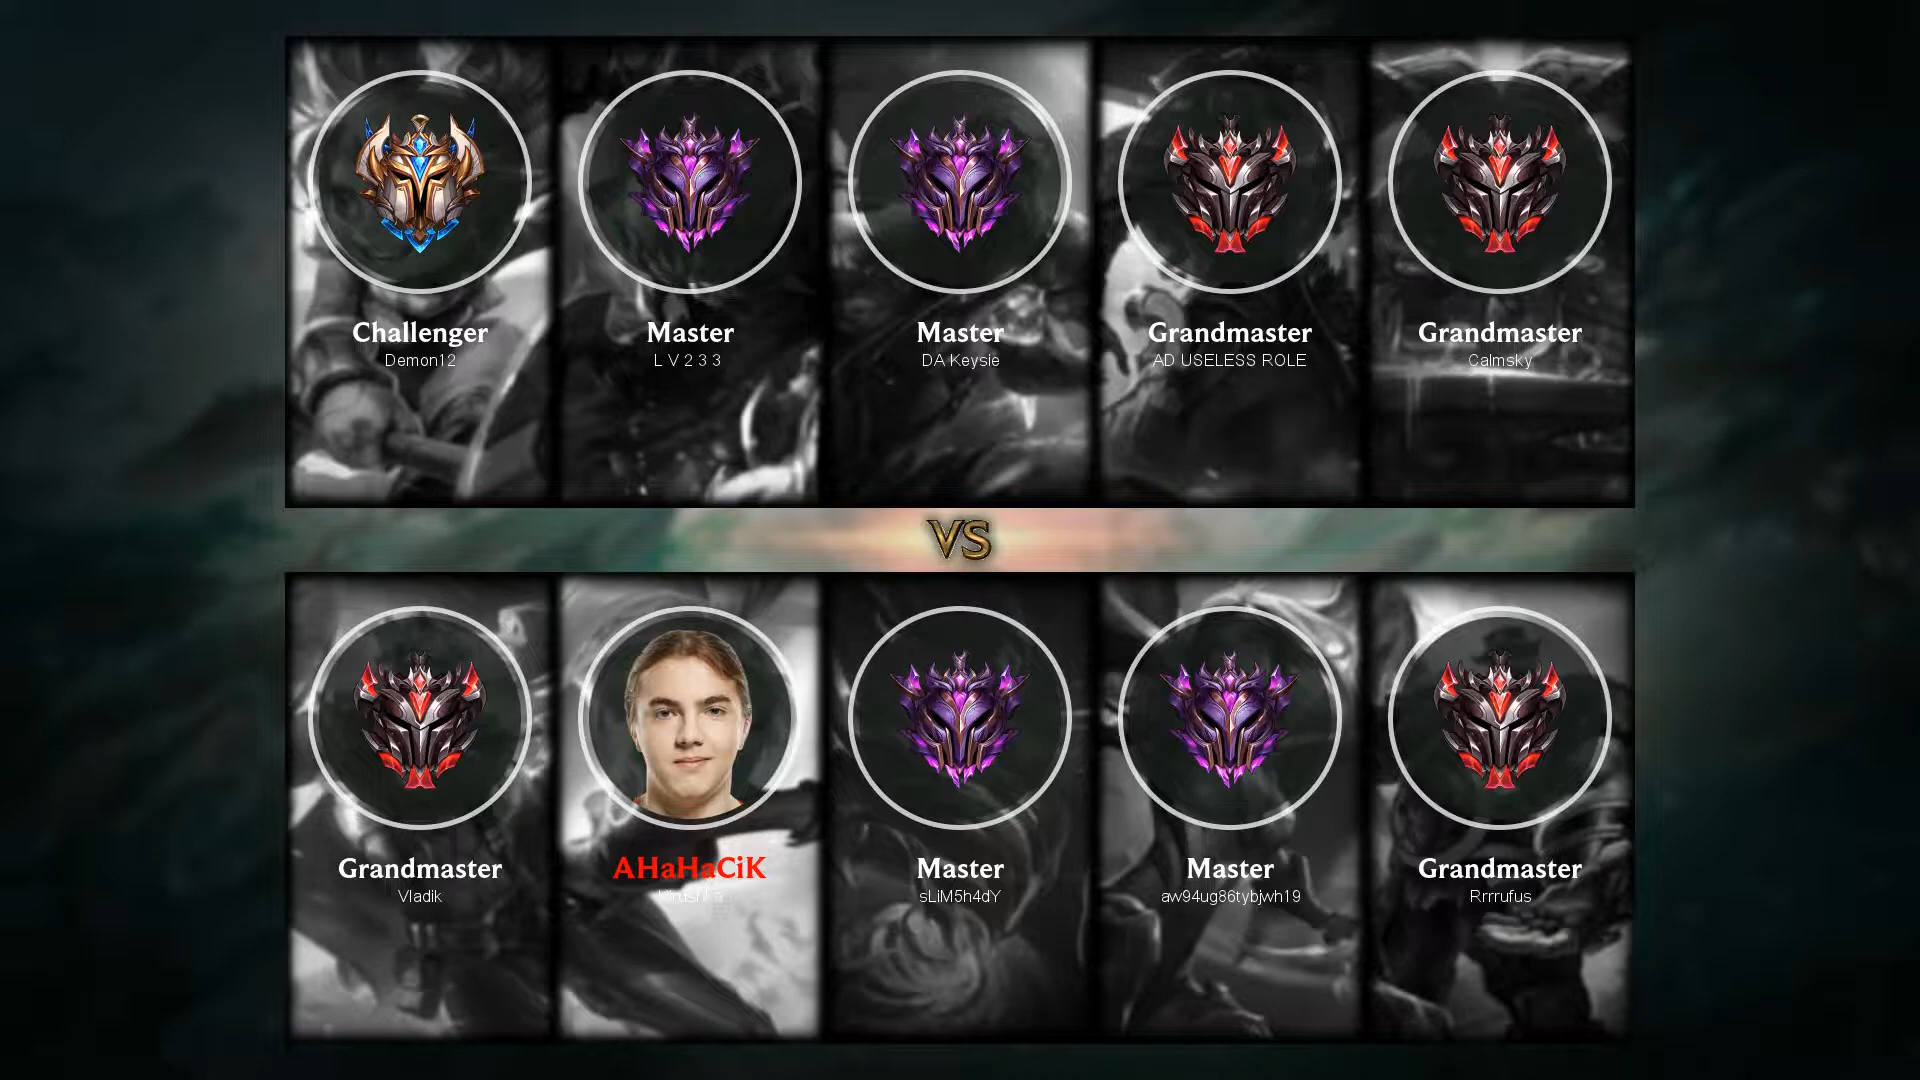 Challenger
Demon12
Master
L V 2 3 3
Master
DA Keysie
Grandmaster
AD USELESS ROLE
Grandmaster
Calmsky
VS
Grandmaster
Vladik
AHaHaCiK
Kirushka
Master
sLiM5h4dY
Master
aw94ug86tybjwh19
Grandmaster
Rrrrufus